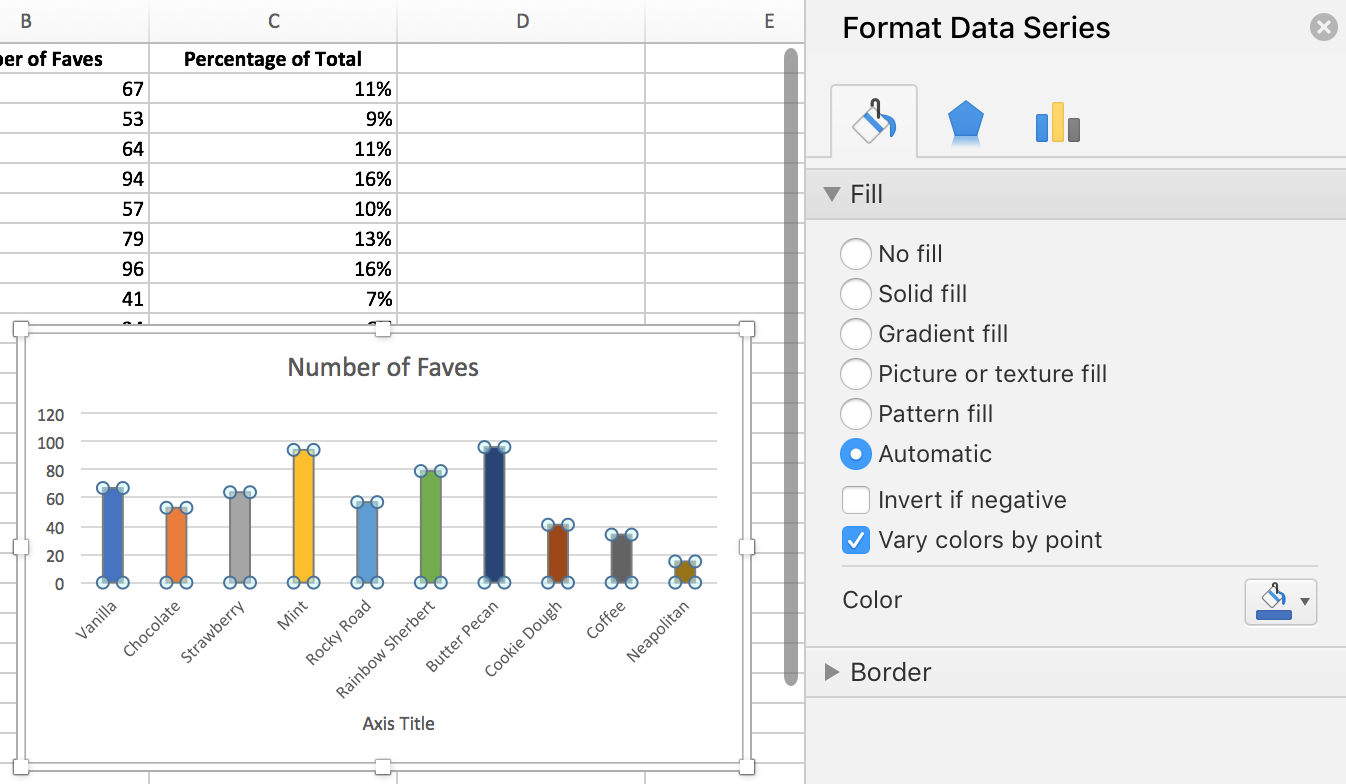 B C D E
er of Faves Percentage of Total
67 11%
53 9%
64 11%
94 16%
57 10%
79 13%
96 16%
41 7%
Number of Faves
120
100
80
60
40
20
0
Vanilla
Chocolate
Strawberry
Mint
Rocky Road
Rainbow Sherbert
Butter Pecan
Cookie Dough
Coffee
Neapolitan
Axis Title
Format Data Series
Fill
No fill
Solid fill
Gradient fill
Picture or texture fill
Pattern fill
Automatic
Invert if negative
Vary colors by point
Color
Border